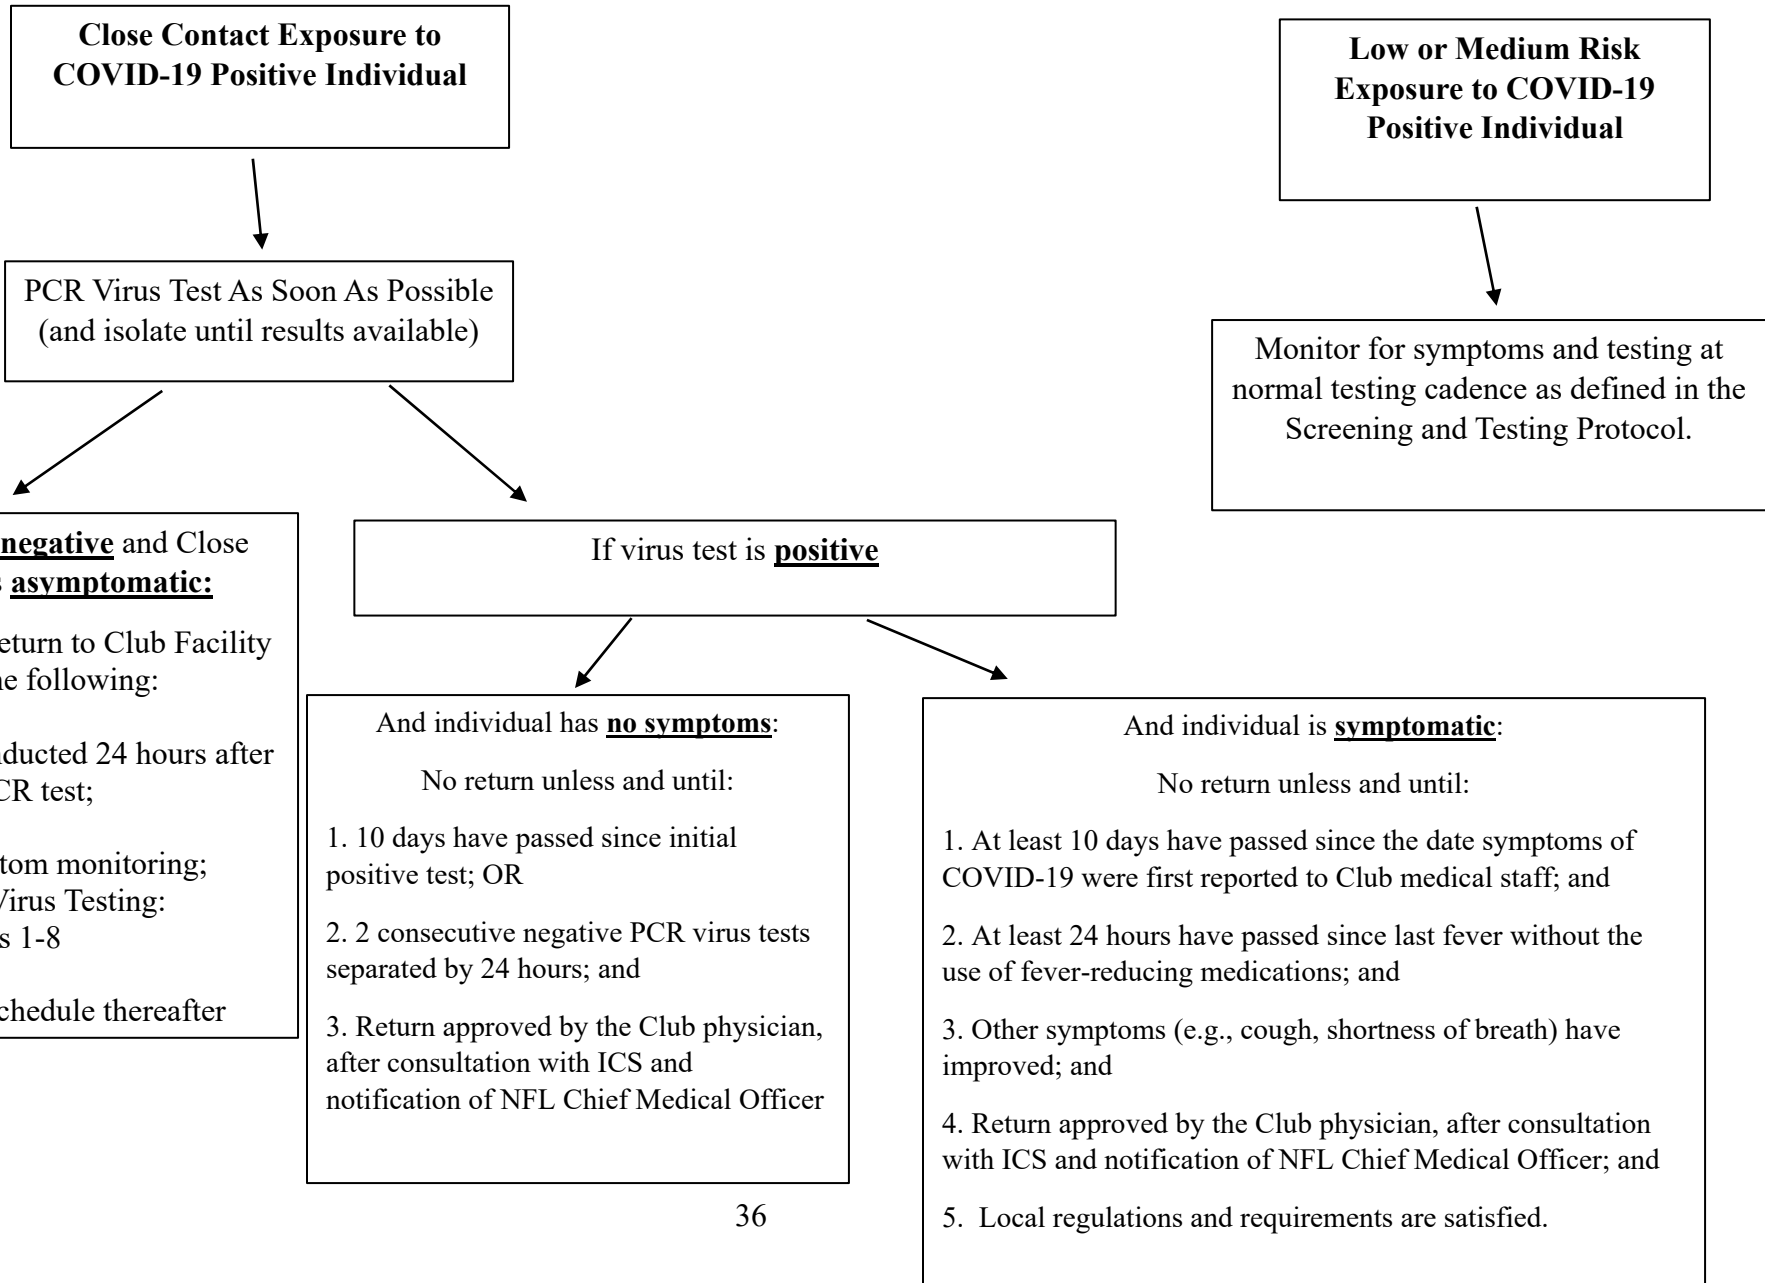 Close Contact Exposure to
COVID-19 Positive Individual
Low or Medium Risk
Exposure to COVID-19
Positive Individual
PCR Virus Test As Soon As Possible
(and isolate until results available)
Monitor for symptoms and testing at
normal testing cadence as defined in the
Screening and Testing Protocol.
negative and Close
asymptomatic:
return to Club Facility
following:
24 hours after
test;
monitoring;
Virus Testing:
1-8
schedule thereafter
If virus test is positive
And individual has no symptoms:
No return unless and until:
1. 10 days have passed since initial
positive test; OR
2. 2 consecutive negative PCR virus tests
separated by 24 hours; and
3. Return approved by the Club physician,
after consultation with ICS and
notification of NFL Chief Medical Officer
And individual is symptomatic:
No return unless and until:
1. At least 10 days have passed since the date symptoms of
COVID-19 were first reported to Club medical staff; and
2. At least 24 hours have passed since last fever without the
use of fever-reducing medications; and
3. Other symptoms (e.g., cough, shortness of breath) have
improved; and
4. Return approved by the Club physician, after consultation
with ICS and notification of NFL Chief Medical Officer; and
5. Local regulations and requirements are satisfied.
36